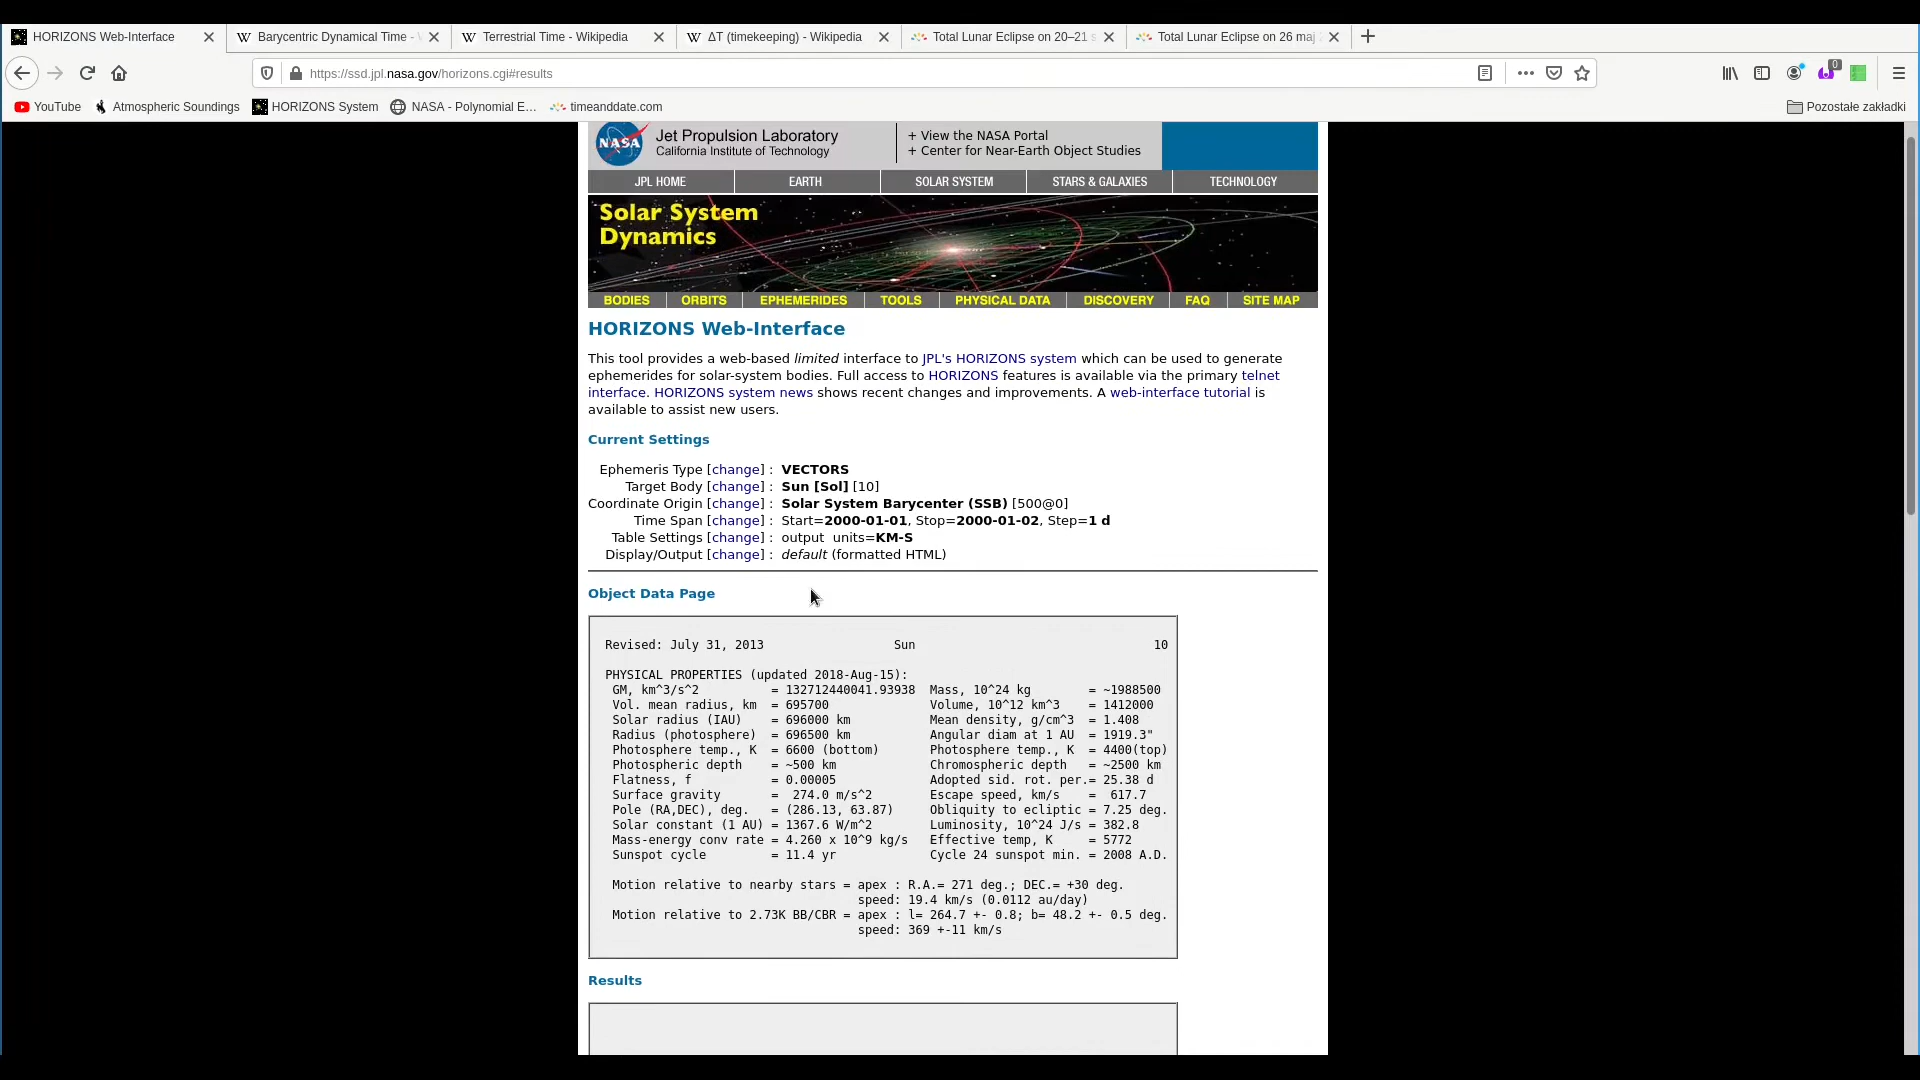 HORIZONS Web-Interface
Barycentric Dynamical Time -
Terrestrial Time - Wikipedia
ΔT (timekeeping) - Wikipedia
Total Lunar Eclipse on 20–21 s
Total Lunar Eclipse on 26 maj
https://ssd.jpl.nasa.gov/horizons.cgi#results
0
YouTube
Atmospheric Soundings
HORIZONS System
NASA - Polynomial E...
timeanddate.com
Pozostałe zakładki
NASA
Jet Propulsion Laboratory
California Institute of Technology
+ View the NASA Portal
+ Center for Near-Earth Object Studies
JPL HOME EARTH SOLAR SYSTEM STARS & GALAXIES TECHNOLOGY
Solar System
Dynamics
BODIES ORBITS EPHEMERIDES TOOLS PHYSICAL DATA DISCOVERY FAQ SITE MAP
HORIZONS Web-Interface
This tool provides a web-based limited interface to JPL's HORIZONS system which can be used to generate
ephemerides for solar-system bodies. Full access to HORIZONS features is available via the primary telnet
interface. HORIZONS system news shows recent changes and improvements. A web-interface tutorial is
available to assist new users.
Current Settings
Ephemeris Type [change] : VECTORS
Target Body [change] : Sun [Sol] [10]
Coordinate Origin [change] : Solar System Barycenter (SSB) [500@0]
Time Span [change] : Start=2000-01-01, Stop=2000-01-02, Step=1 d
Table Settings [change] : output units=KM-S
Display/Output [change] : default (formatted HTML)
Object Data Page
Revised: July 31, 2013 Sun 10
PHYSICAL PROPERTIES (updated 2018-Aug-15):
GM, km^3/s^2 = 132712440041.93938 Mass, 10^24 kg = ~1988500
Vol. mean radius, km = 695700 Volume, 10^12 km^3 = 1412000
Solar radius (IAU) = 696000 km Mean density, g/cm^3 = 1.408
Radius (photosphere) = 696500 km Angular diam at 1 AU = 1919.3"
Photosphere temp., K = 6600 (bottom) Photosphere temp., K = 4400(top)
Photospheric depth = ~500 km Chromospheric depth = ~2500 km
Flatness, f = 0.00005 Adopted sid. rot. per.= 25.38 d
Surface gravity = 274.0 m/s^2 Escape speed, km/s = 617.7
Pole (RA,DEC), deg. = (286.13, 63.87) Obliquity to ecliptic = 7.25 deg.
Solar constant (1 AU) = 1367.6 W/m^2 Luminosity, 10^24 J/s = 382.8
Mass-energy conv rate = 4.260 x 10^9 kg/s Effective temp, K = 5772
Sunspot cycle = 11.4 yr Cycle 24 sunspot min. = 2008 A.D.
Motion relative to nearby stars = apex : R.A.= 271 deg.; DEC.= +30 deg.
speed: 19.4 km/s (0.0112 au/day)
Motion relative to 2.73K BB/CBR = apex : l= 264.7 +- 0.8; b= 48.2 +- 0.5 deg.
speed: 369 +-11 km/s
Results